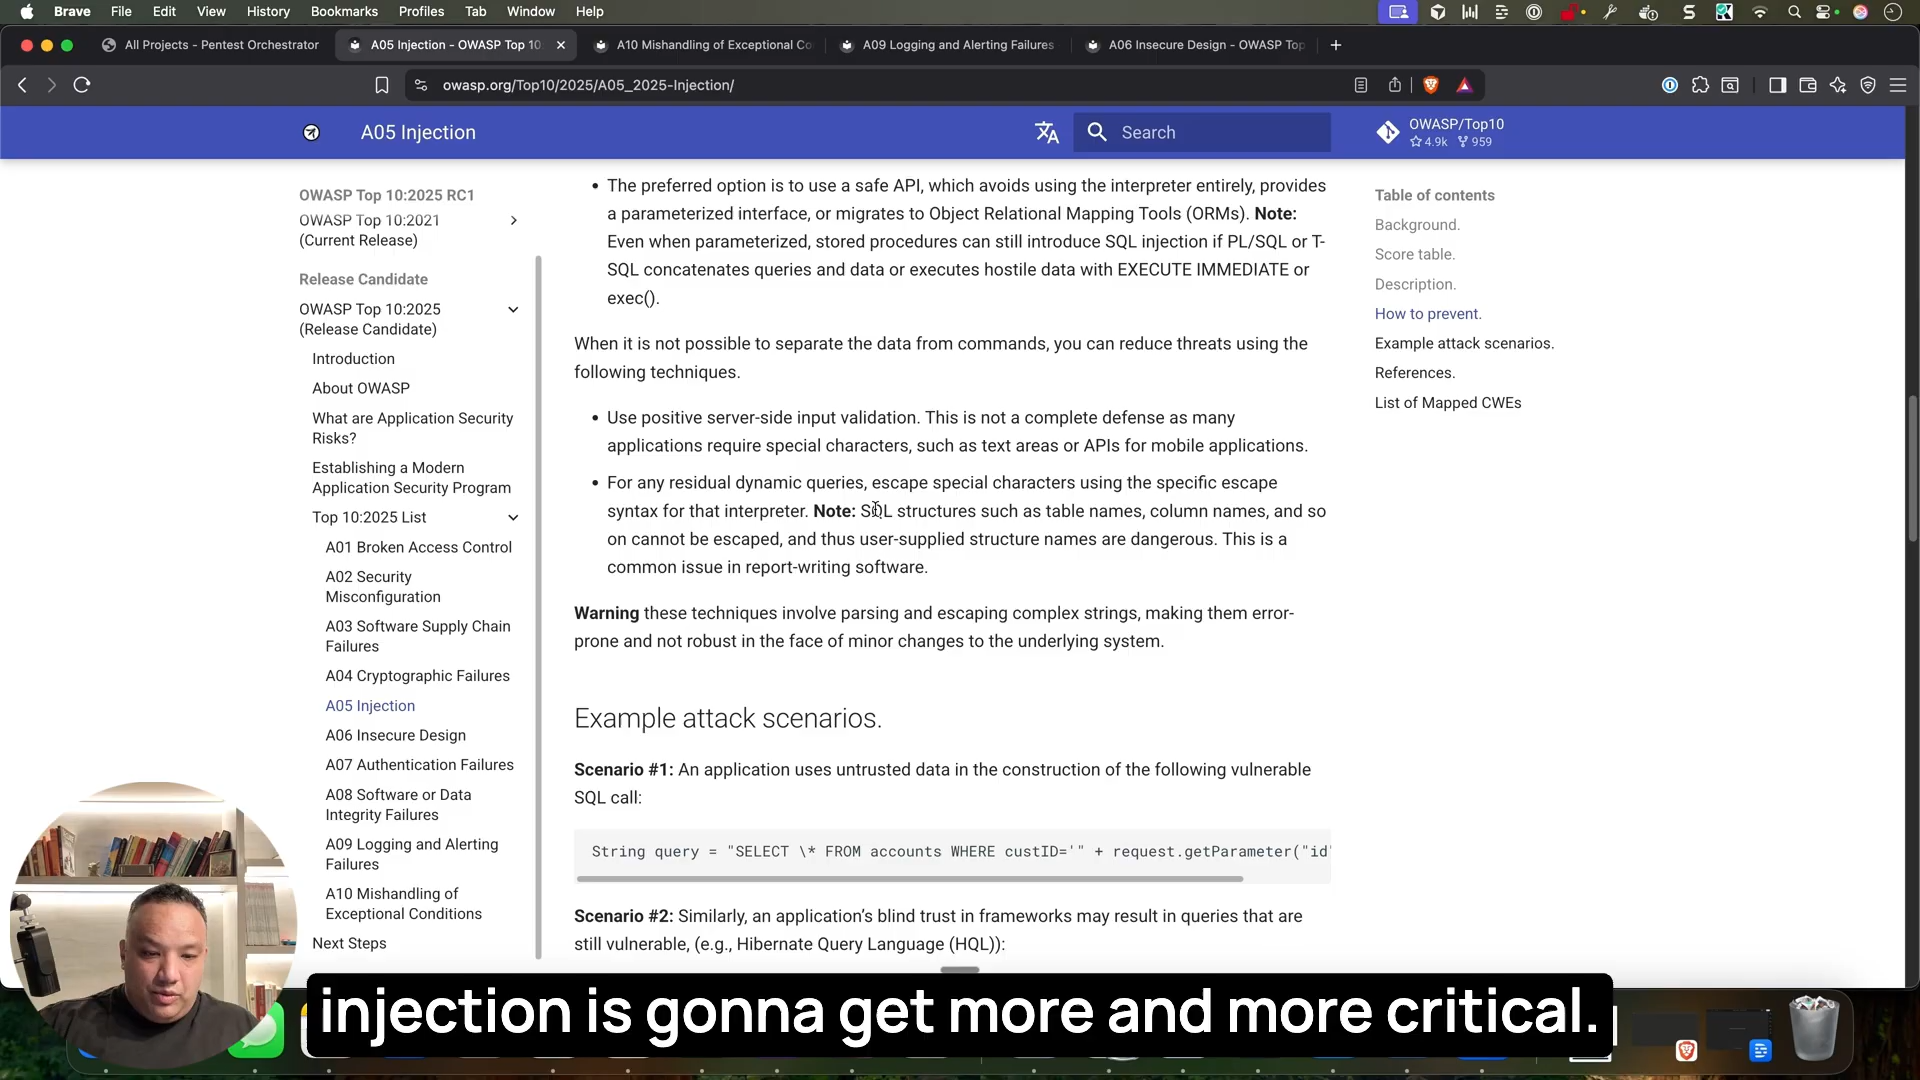 Brave File Edit View History Bookmarks Profiles Tab Window Help
All Projects - Pentest Orchestrator
A05 Injection - OWASP Top 10
A10 Mishandling of Exceptional Co
A09 Logging and Alerting Failures
A06 Insecure Design - OWASP Top
owasp.org/Top10/2025/A05_2025-Injection/
A05 Injection
Search
OWASP/Top10
4.9k 959
OWASP Top 10:2025 RC1
OWASP Top 10:2021
(Current Release)
Release Candidate
OWASP Top 10:2025
(Release Candidate)
Introduction
About OWASP
What are Application Security
Risks?
Establishing a Modern
Application Security Program
Top 10:2025 List
A01 Broken Access Control
A02 Security
Misconfiguration
A03 Software Supply Chain
Failures
A04 Cryptographic Failures
A05 Injection
A06 Insecure Design
A07 Authentication Failures
A08 Software or Data
Integrity Failures
A09 Logging and Alerting
Failures
A10 Mishandling of
Exceptional Conditions
Next Steps
• The preferred option is to use a safe API, which avoids using the interpreter entirely, provides
a parameterized interface, or migrates to Object Relational Mapping Tools (ORMs). Note:
Even when parameterized, stored procedures can still introduce SQL injection if PL/SQL or T-
SQL concatenates queries and data or executes hostile data with EXECUTE IMMEDIATE or
exec().
When it is not possible to separate the data from commands, you can reduce threats using the
following techniques.
• Use positive server-side input validation. This is not a complete defense as many
applications require special characters, such as text areas or APIs for mobile applications.
• For any residual dynamic queries, escape special characters using the specific escape
syntax for that interpreter. Note: SQL structures such as table names, column names, and so
on cannot be escaped, and thus user-supplied structure names are dangerous. This is a
common issue in report-writing software.
Warning these techniques involve parsing and escaping complex strings, making them error-
prone and not robust in the face of minor changes to the underlying system.
Example attack scenarios.
Scenario #1: An application uses untrusted data in the construction of the following vulnerable
SQL call:
String query = "SELECT \* FROM accounts WHERE custID='" + request.getParameter("id"
Scenario #2: Similarly, an application's blind trust in frameworks may result in queries that are
still vulnerable, (e.g., Hibernate Query Language (HQL)):
Table of contents
Background.
Score table.
Description.
How to prevent.
Example attack scenarios.
References.
List of Mapped CWEs
injection is gonna get more and more critical.